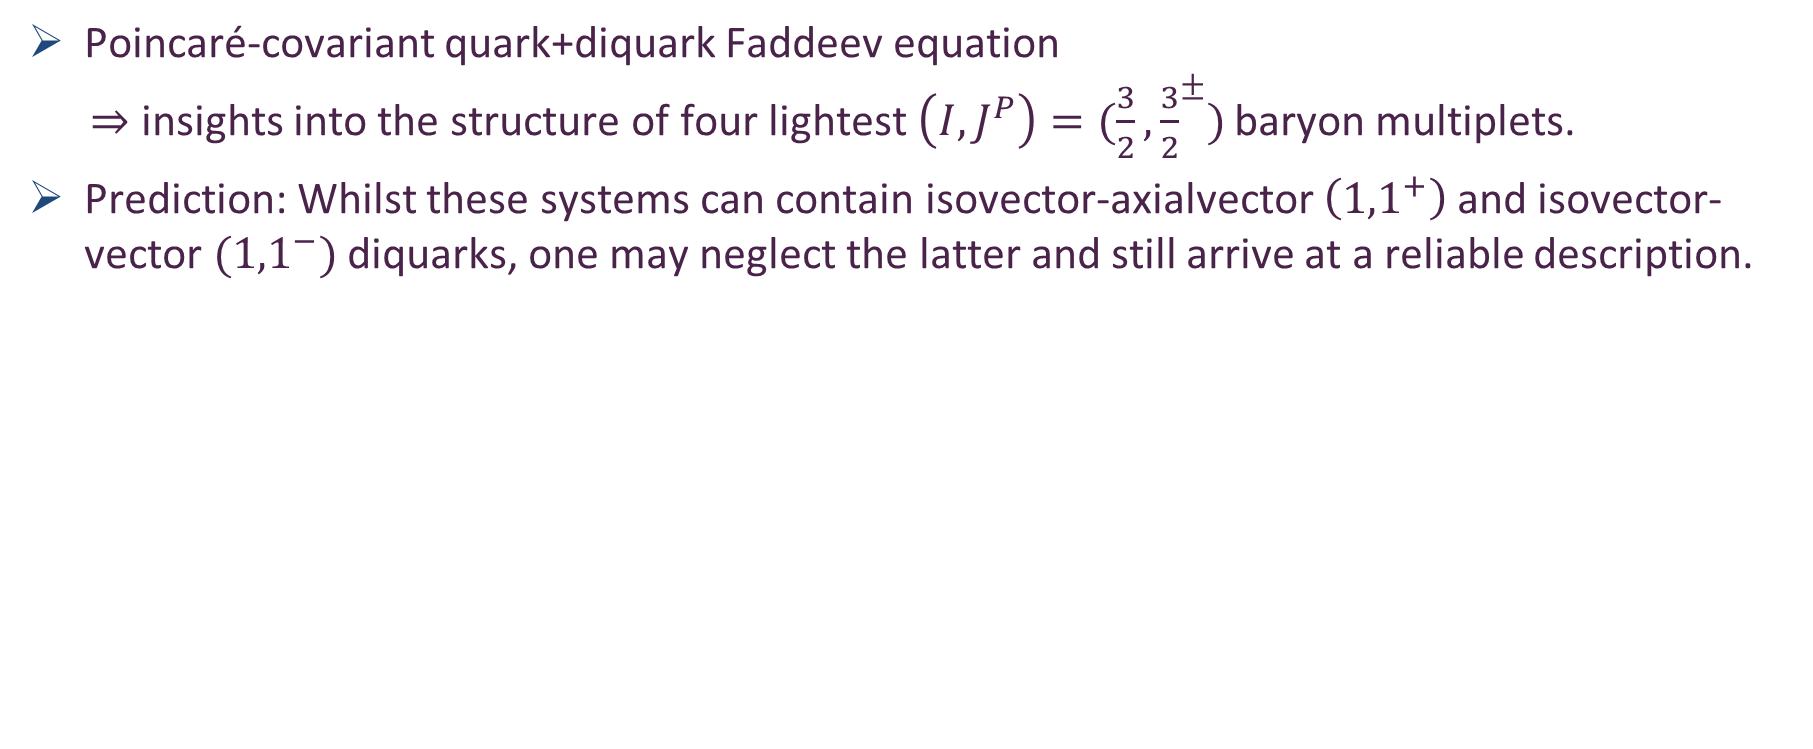 ➢ Poincaré-covariant quark+diquark Faddeev equation
⇒ insights into the structure of four lightest (I, J^P) = (3/2, 3/2^±) baryon multiplets.
➢ Prediction: Whilst these systems can contain isovector-axialvector (1,1⁺) and isovector-
vector (1,1⁻) diquarks, one may neglect the latter and still arrive at a reliable description.